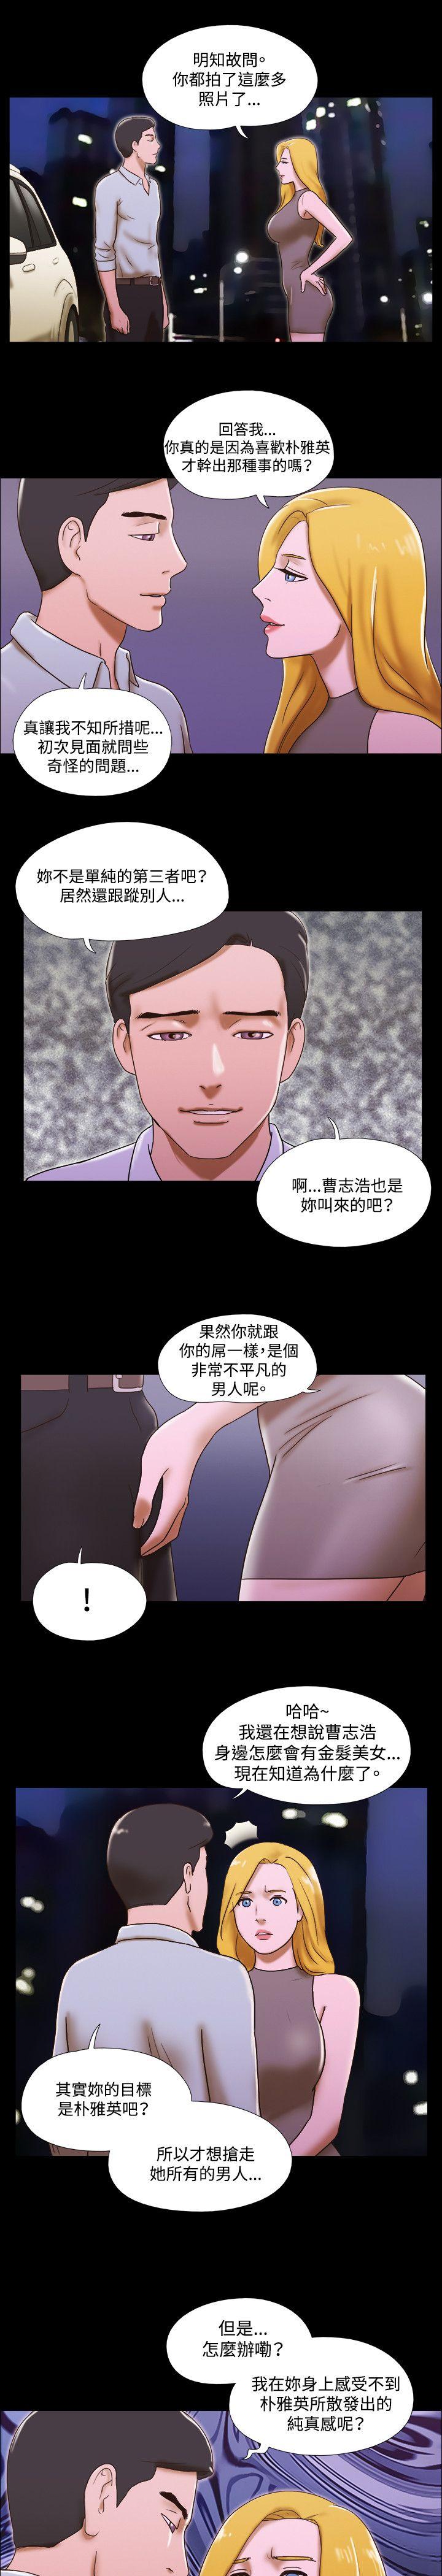 明知故問。
你都拍了這麼多
照片了...
回答我...
你真的是因為喜歡朴雅英
才幹出那種事的嗎？
真讓我不知所措呢...
初次見面就問些
奇怪的問題...
妳不是單純的第三者吧？
居然還跟蹤別人...
啊...曹志浩也是
妳叫來的吧？
果然你就跟
你的屌一樣，是個
非常不平凡的
男人呢。
！
哈哈~
我還在想說曹志浩
身邊怎麼會有金髮美女...
現在知道為什麼了。
其實妳的目標
是朴雅英吧？
所以才想搶走
她所有的男人...
但是...
怎麼辦嘞？
我在妳身上感受不到
朴雅英所散發出的
純真感呢？